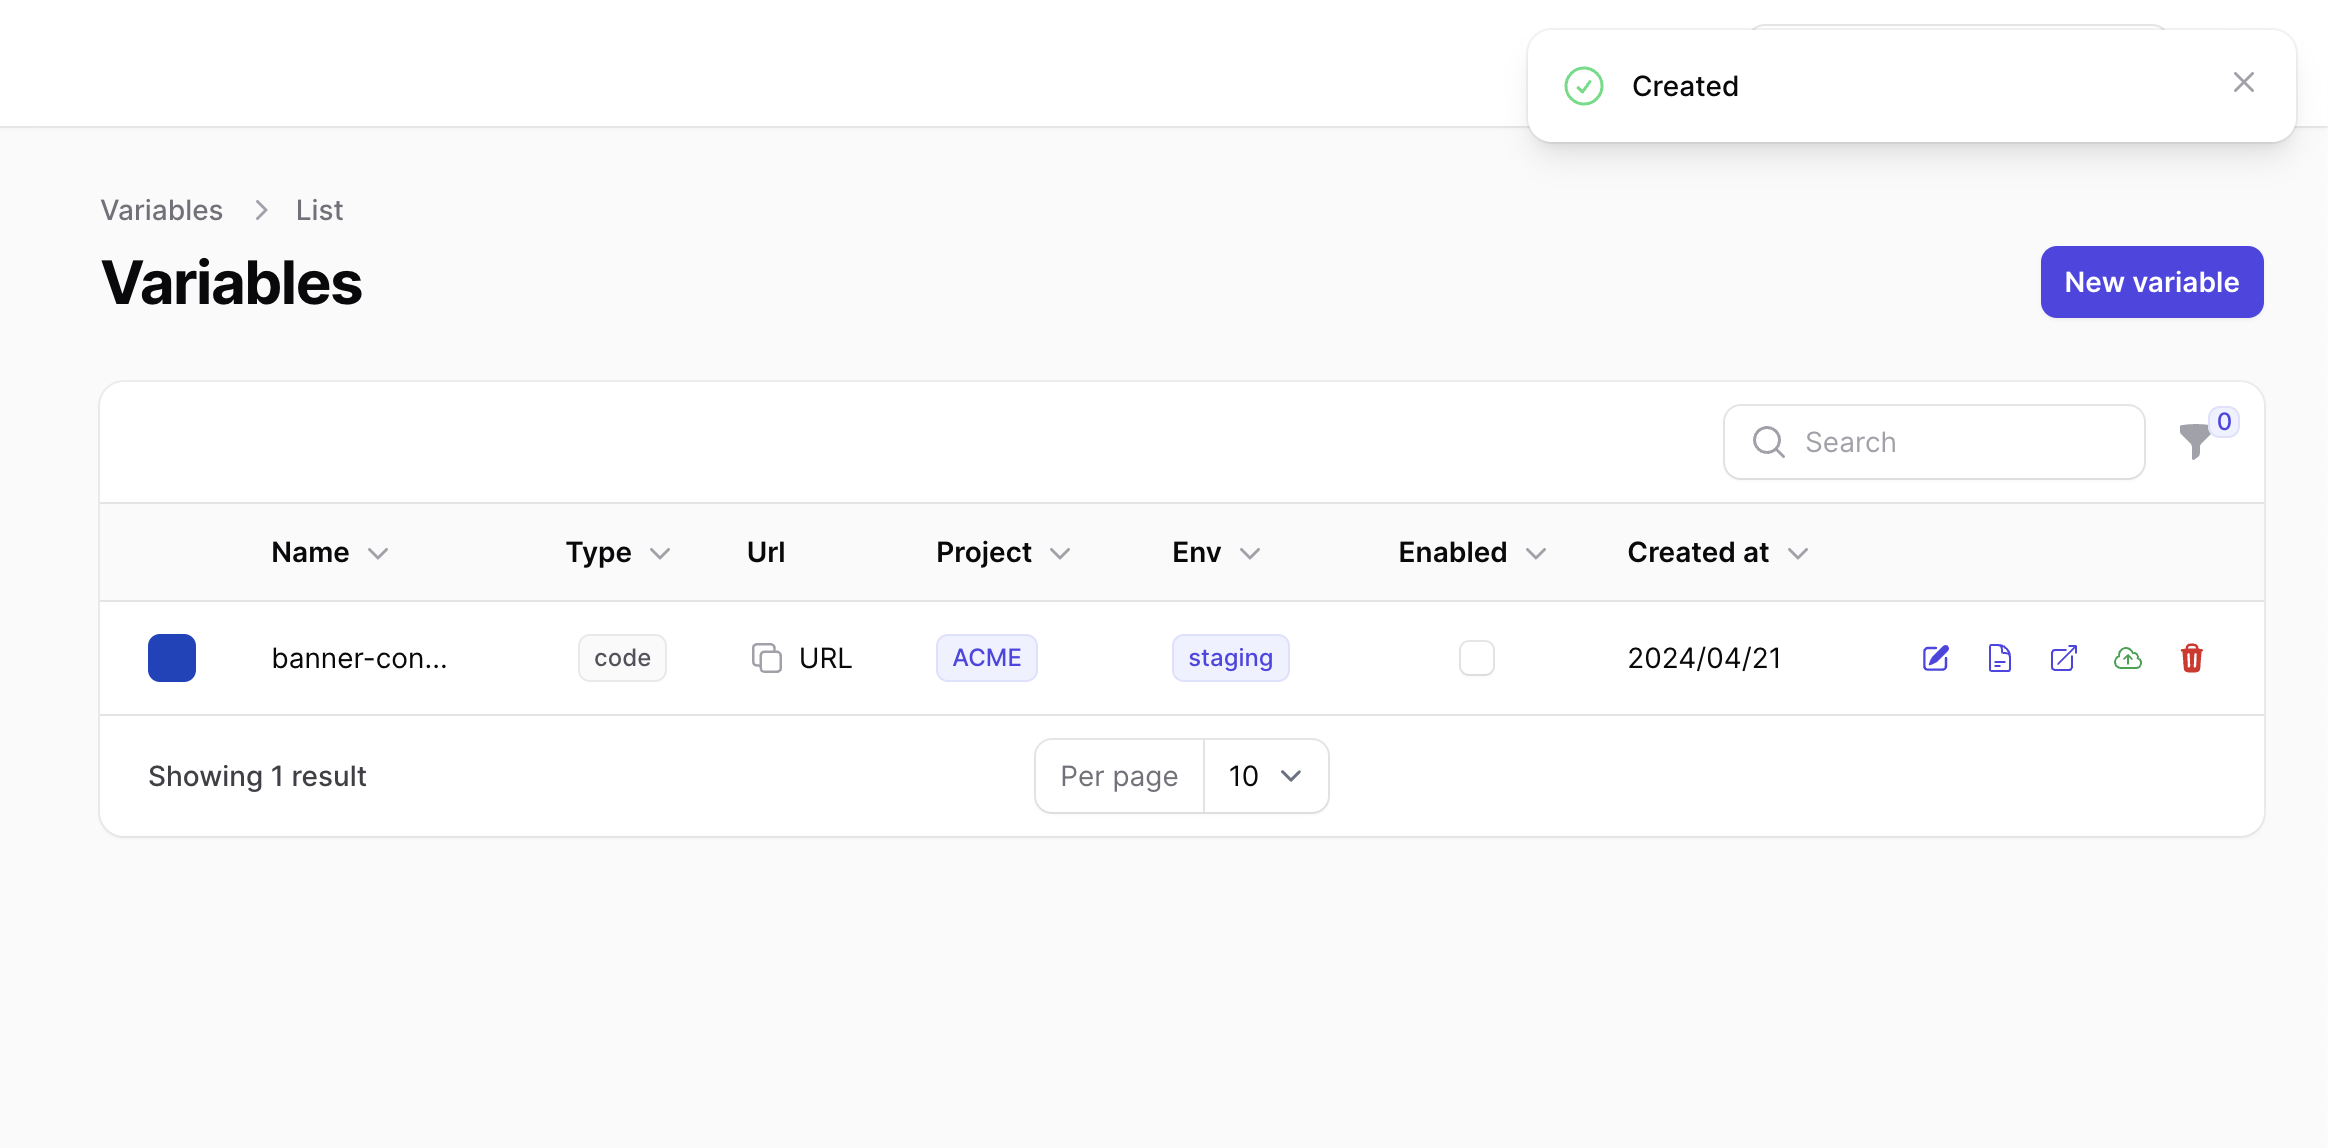 Created
Variables List
Variables
New variable
Search
0
Name Type Url Project Env Enabled Created at
banner-con... code URL ACME staging 2024/04/21
Showing 1 result
Per page 10